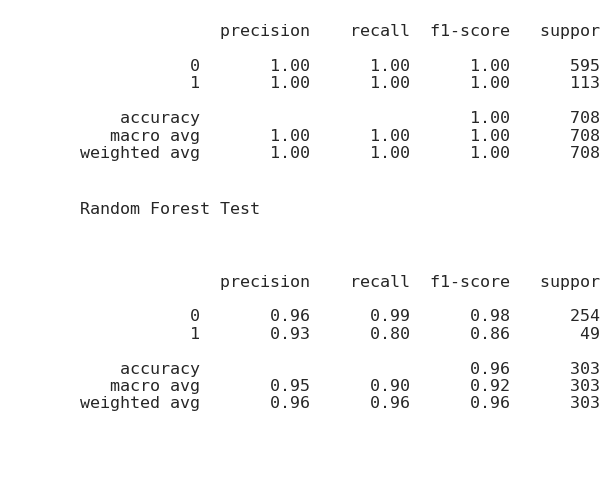 precision recall f1-score suppor
0 1.00 1.00 1.00 595
1 1.00 1.00 1.00 113
accuracy 1.00 708
macro avg 1.00 1.00 1.00 708
weighted avg 1.00 1.00 1.00 708
Random Forest Test
precision recall f1-score suppor
0 0.96 0.99 0.98 254
1 0.93 0.80 0.86 49
accuracy 0.96 303
macro avg 0.95 0.90 0.92 303
weighted avg 0.96 0.96 0.96 303